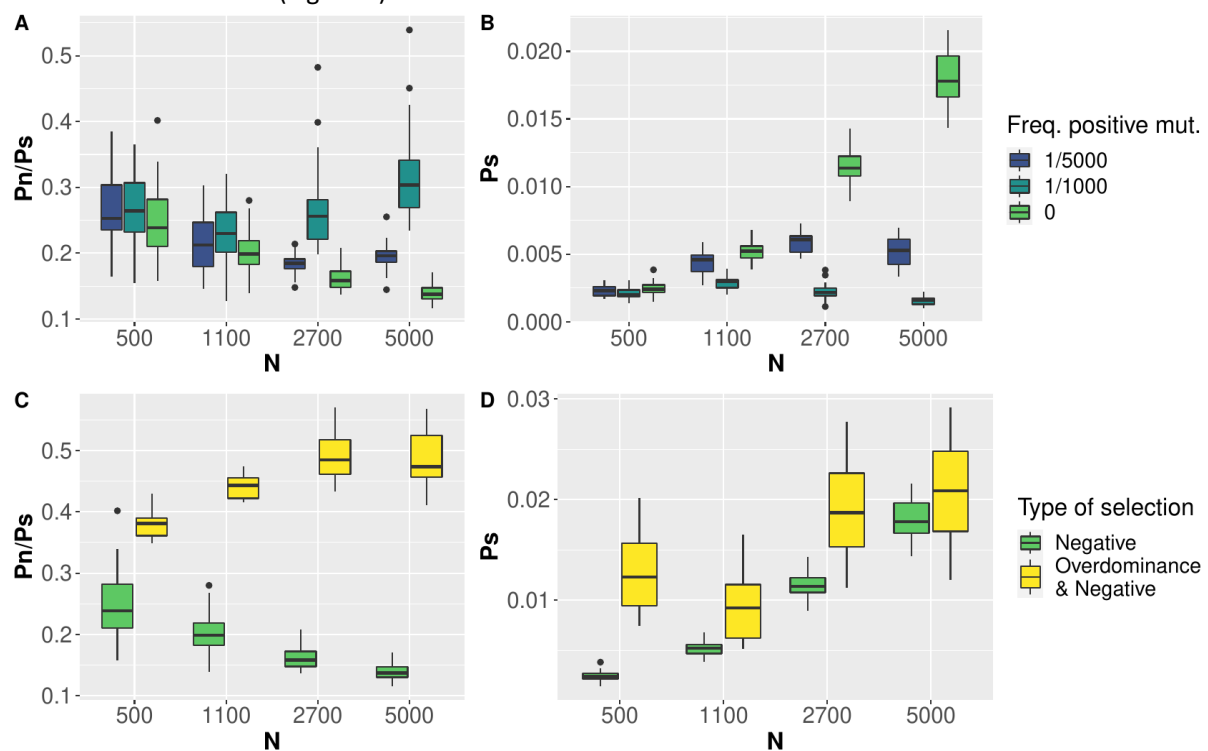 A
B
Pn/Ps
0.5
0.4
0.3
0.2
0.1
500
1100
2700
5000
N
Ps
0.020
0.015
0.010
0.005
0.000
500
1100
2700
5000
N
Freq. positive mut.
1/5000
1/1000
0
C
D
Pn/Ps
0.5
0.4
0.3
0.2
0.1
500
1100
2700
5000
N
Ps
0.03
0.02
0.01
500
1100
2700
5000
N
Type of selection
Negative
Overdominance
& Negative